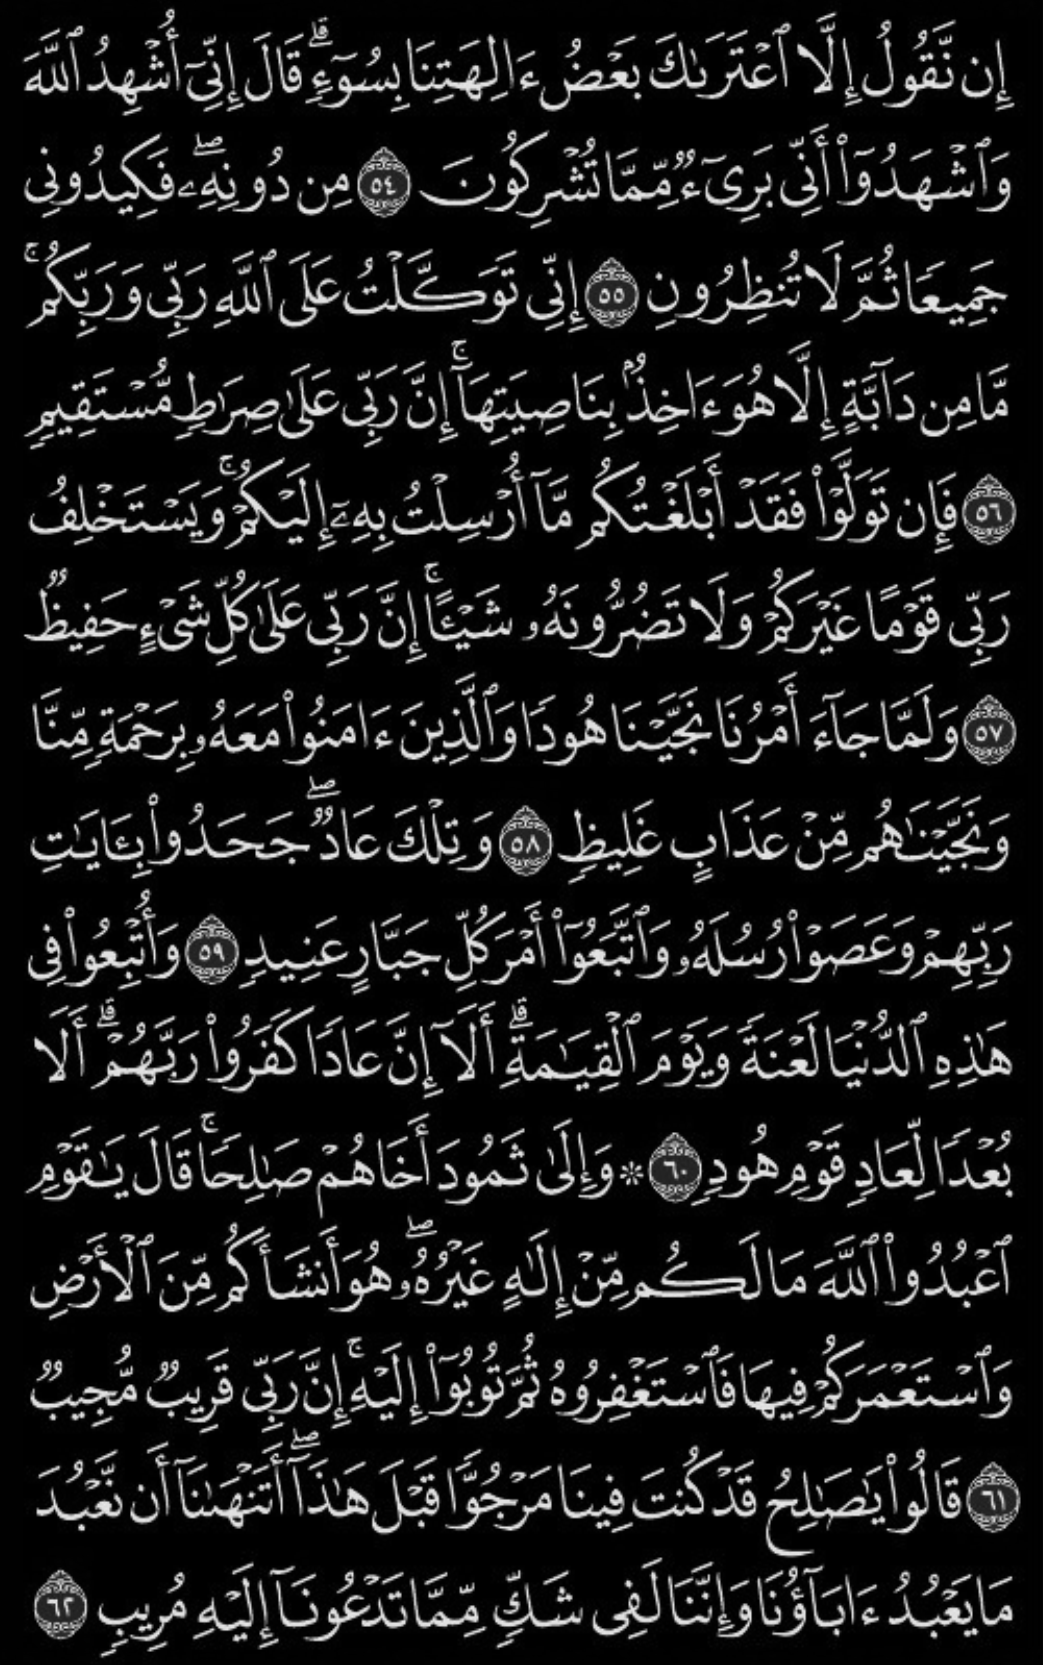 إِن نَّقُولُ إِلَّا ٱعْتَرَىٰكَ بَعْضُ ءَالِهَتِنَا بِسُوٓءٍۢ ۗ قَالَ إِنِّىٓ أُشْهِدُ ٱللَّهَ
وَٱشْهَدُوٓا۟ أَنِّى بَرِىٓءٌۭ مِّمَّا تُشْرِكُونَ ﴿٥٤﴾ مِن دُونِهِۦ ۖ فَكِيدُونِى
جَمِيعًۭا ثُمَّ لَا تُنظِرُونِ ﴿٥٥﴾ إِنِّى تَوَكَّلْتُ عَلَى ٱللَّهِ رَبِّى وَرَبِّكُم ۚ
مَّا مِن دَآبَّةٍ إِلَّا هُوَ ءَاخِذٌۢ بِنَاصِيَتِهَآ ۚ إِنَّ رَبِّى عَلَىٰ صِرَٰطٍۢ مُّسْتَقِيمٍۢ
﴿٥٦﴾ فَإِن تَوَلَّوْا۟ فَقَدْ أَبْلَغْتُكُم مَّآ أُرْسِلْتُ بِهِۦٓ إِلَيْكُمْ ۚ وَيَسْتَخْلِفُ
رَبِّى قَوْمًا غَيْرَكُمْ وَلَا تَضُرُّونَهُۥ شَيْـًٔا ۚ إِنَّ رَبِّى عَلَىٰ كُلِّ شَىْءٍ حَفِيظٌۭ
﴿٥٧﴾ وَلَمَّا جَآءَ أَمْرُنَا نَجَّيْنَا هُودًۭا وَٱلَّذِينَ ءَامَنُوا۟ مَعَهُۥ بِرَحْمَةٍۢ مِّنَّا
وَنَجَّيْنَٰهُم مِّنْ عَذَابٍ غَلِيظٍۢ ﴿٥٨﴾ وَتِلْكَ عَادٌۭ ۖ جَحَدُوا۟ بِـَٔايَٰتِ
رَبِّهِمْ وَعَصَوْا۟ رُسُلَهُۥ وَٱتَّبَعُوٓا۟ أَمْرَ كُلِّ جَبَّارٍ عَنِيدٍۢ ﴿٥٩﴾ وَأُتْبِعُوا۟ فِى
هَٰذِهِ ٱلدُّنْيَا لَعْنَةًۭ وَيَوْمَ ٱلْقِيَٰمَةِ ۗ أَلَآ إِنَّ عَادًۭا كَفَرُوا۟ رَبَّهُمْ ۗ أَلَا
بُعْدًۭا لِّعَادٍۢ قَوْمِ هُودٍۢ ﴿٦٠﴾ * وَإِلَىٰ ثَمُودَ أَخَاهُمْ صَٰلِحًۭا ۚ قَالَ يَٰقَوْمِ
ٱعْبُدُوا۟ ٱللَّهَ مَا لَكُم مِّنْ إِلَٰهٍ غَيْرُهُۥ ۖ هُوَ أَنشَأَكُم مِّنَ ٱلْأَرْضِ
وَٱسْتَعْمَرَكُمْ فِيهَا فَٱسْتَغْفِرُوهُ ثُمَّ تُوبُوٓا۟ إِلَيْهِ ۚ إِنَّ رَبِّى قَرِيبٌۭ مُّجِيبٌۭ
﴿٦١﴾ قَالُوا۟ يَٰصَٰلِحُ قَدْ كُنتَ فِينَا مَرْجُوًّۭا قَبْلَ هَٰذَآ ۖ أَتَنْهَىٰنَآ أَن نَّعْبُدَ
مَا يَعْبُدُ ءَابَآؤُنَا وَإِنَّنَا لَفِى شَكٍّۢ مِّمَّا تَدْعُونَآ إِلَيْهِ مُرِيبٍۢ ﴿٦٢﴾